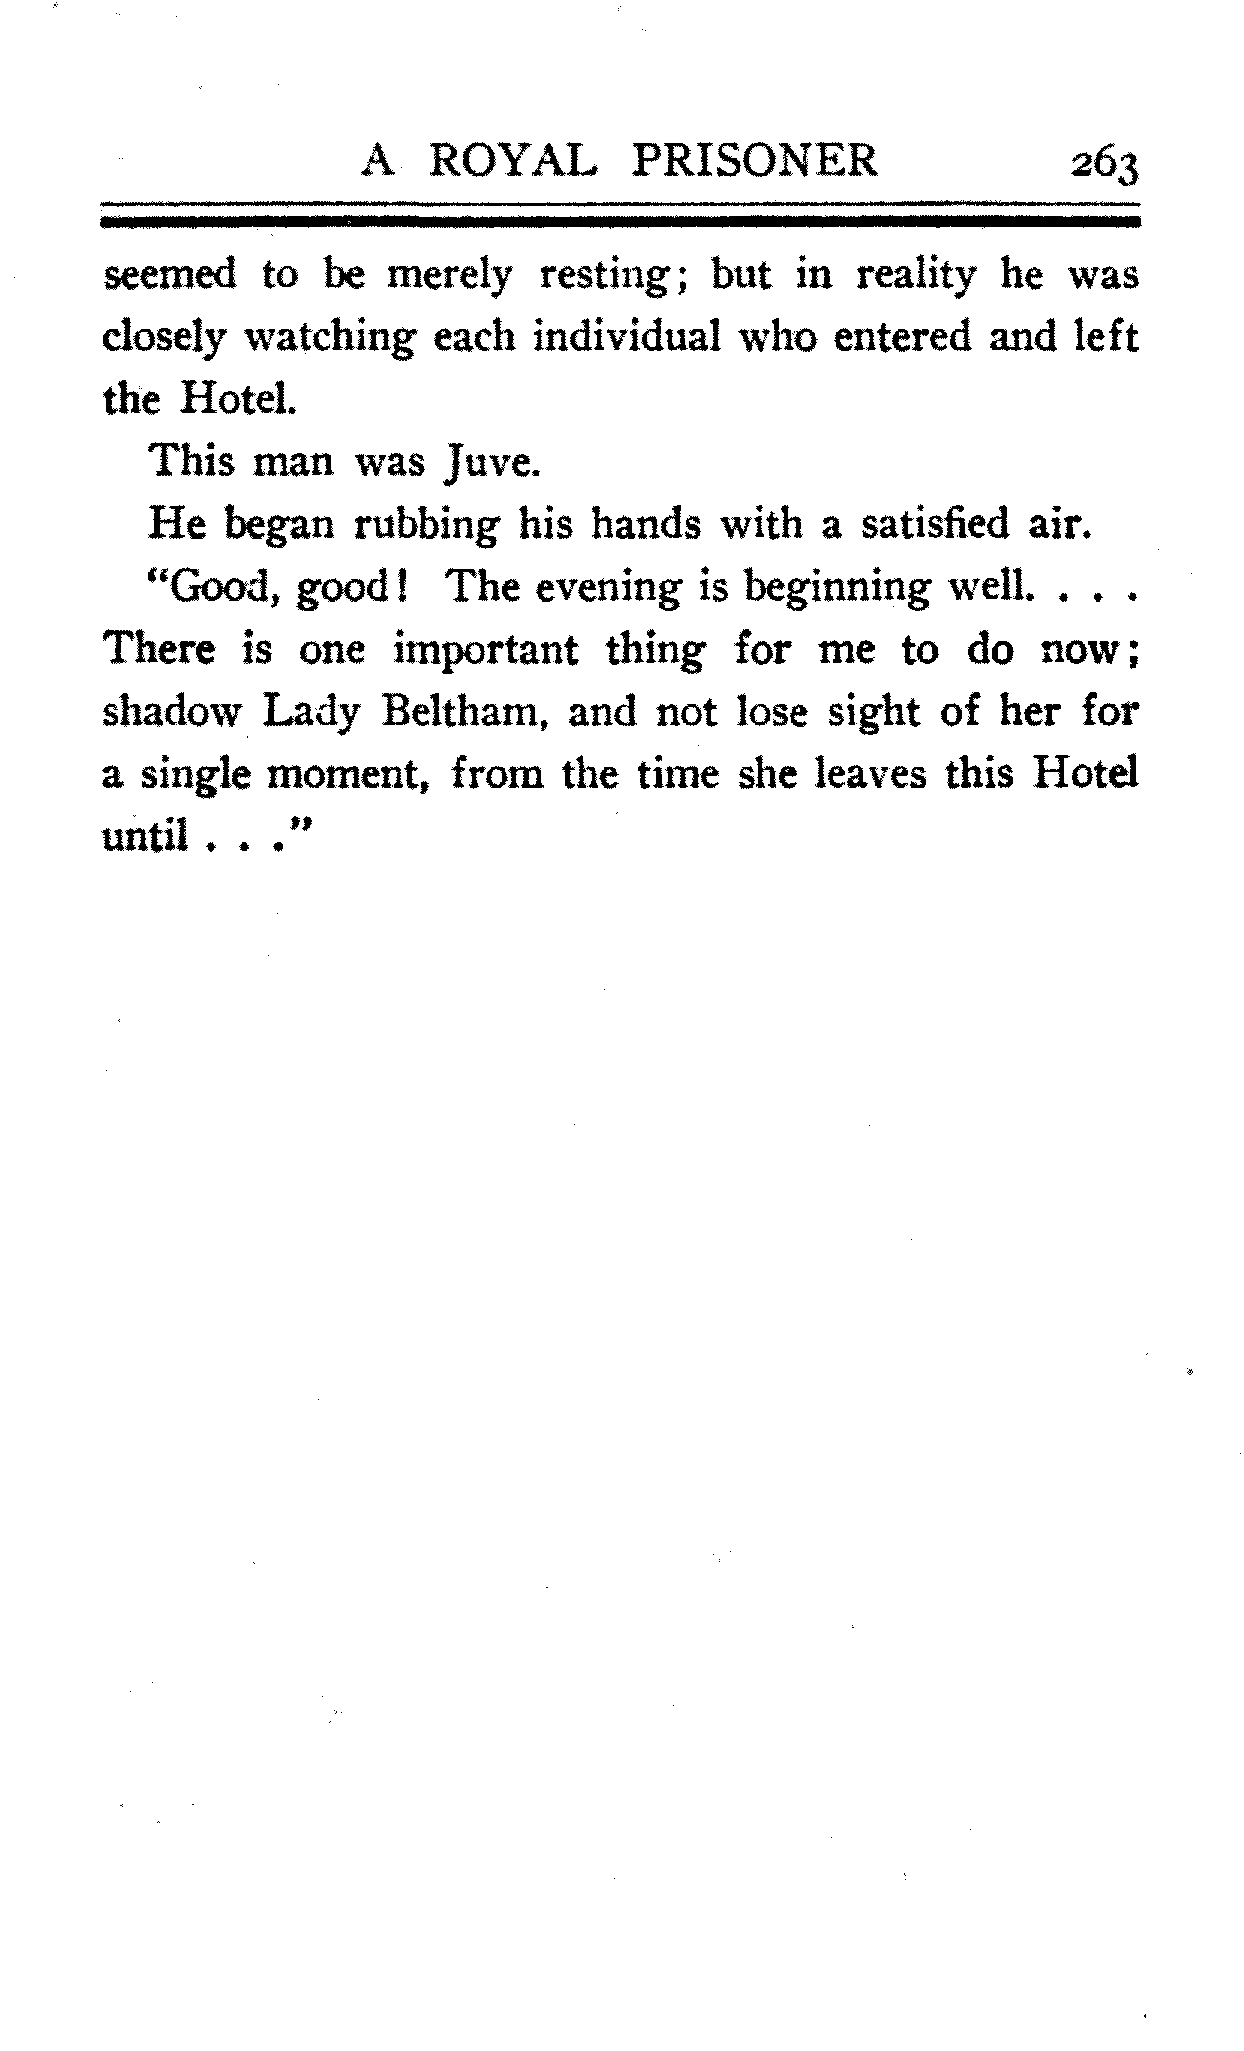 A ROYAL PRISONER 263
seemed to be merely resting; but in reality he was
closely watching each individual who entered and left
the Hotel.
This man was Juve.
He began rubbing his hands with a satisfied air.
“Good, good! The evening is beginning well. . . .
There is one important thing for me to do now;
shadow Lady Beltham, and not lose sight of her for
a single moment, from the time she leaves this Hotel
until . . .”